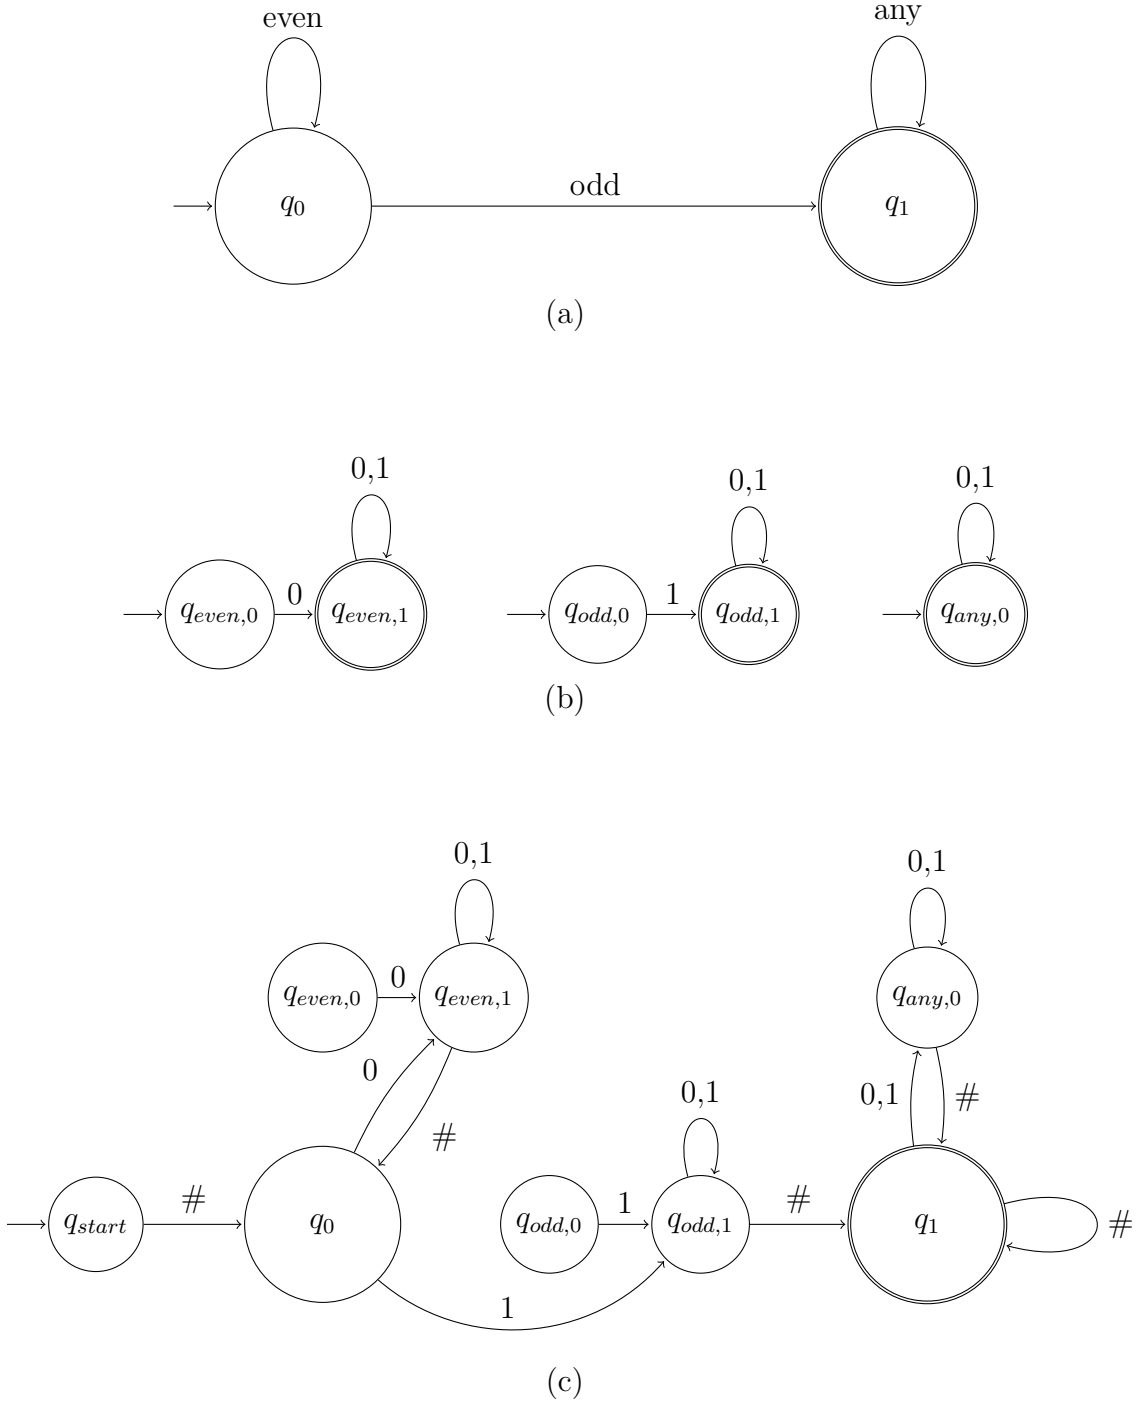 even
any
odd
q0
q1
(a)
0,1
0,1
0,1
0
1
qeven,0
qeven,1
qodd,0
qodd,1
qany,0
(b)
0,1
0,1
0
qeven,0
qeven,1
qany,0
0
0,1
0,1
#
#
#
1
#
#
qstart
q0
qodd,0
qodd,1
q1
1
(c)